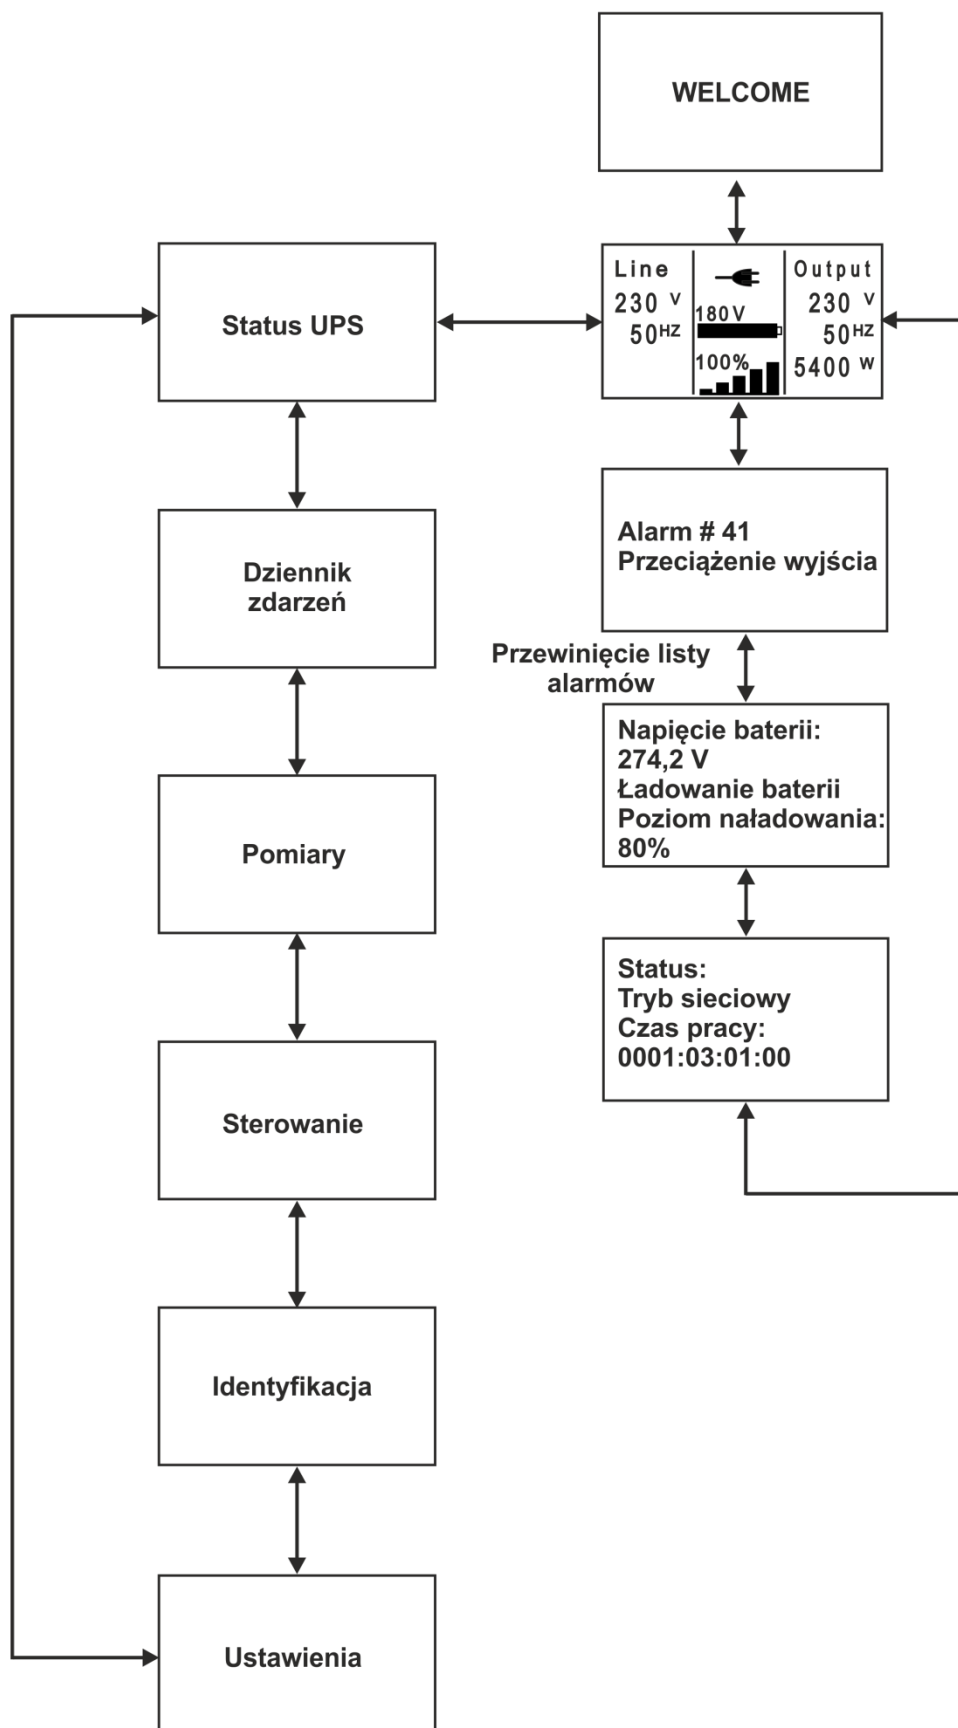 WELCOME
Status UPS
Line
230 V
50HZ
180V
100%
Output
230 V
50HZ
5400 W
Dziennik
zdarzeń
Alarm # 41
Przeciążenie wyjścia
Przewinięcie listy
alarmów
Napięcie baterii:
274,2 V
Ładowanie baterii
Poziom naładowania:
80%
Pomiary
Status:
Tryb sieciowy
Czas pracy:
0001:03:01:00
Sterowanie
Identyfikacja
Ustawienia